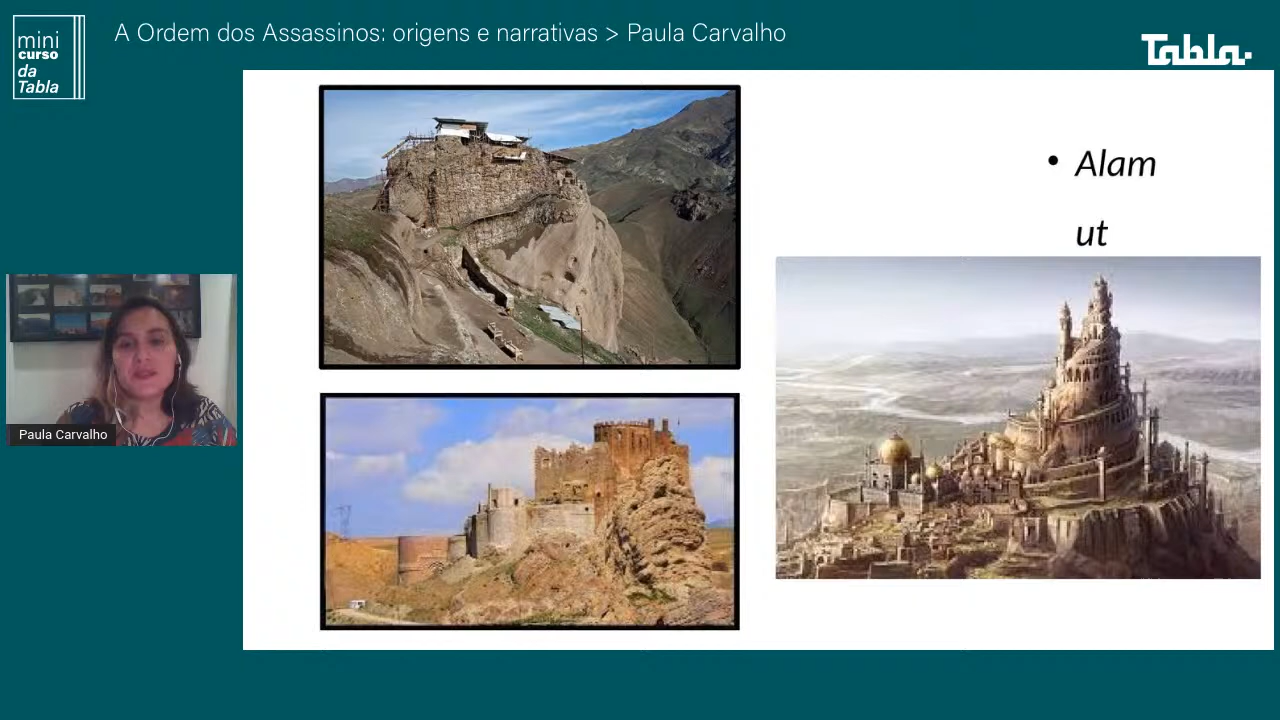 mini
curso
da
Tabla
A Ordem dos Assassinos: origens e narrativas > Paula Carvalho
Tabla.
• Alam
ut
Paula Carvalho